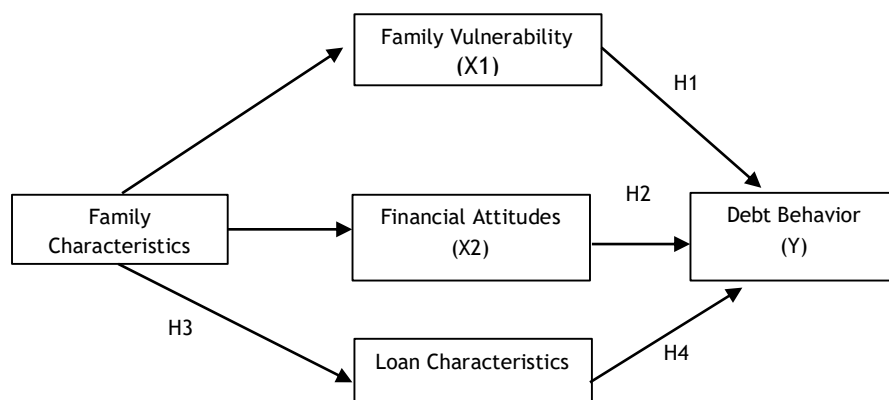 Family Vulnerability
(X1)
H1
Family
Characteristics
Financial Attitudes
(X2)
H2
Debt Behavior
(Y)
H3
Loan Characteristics
H4